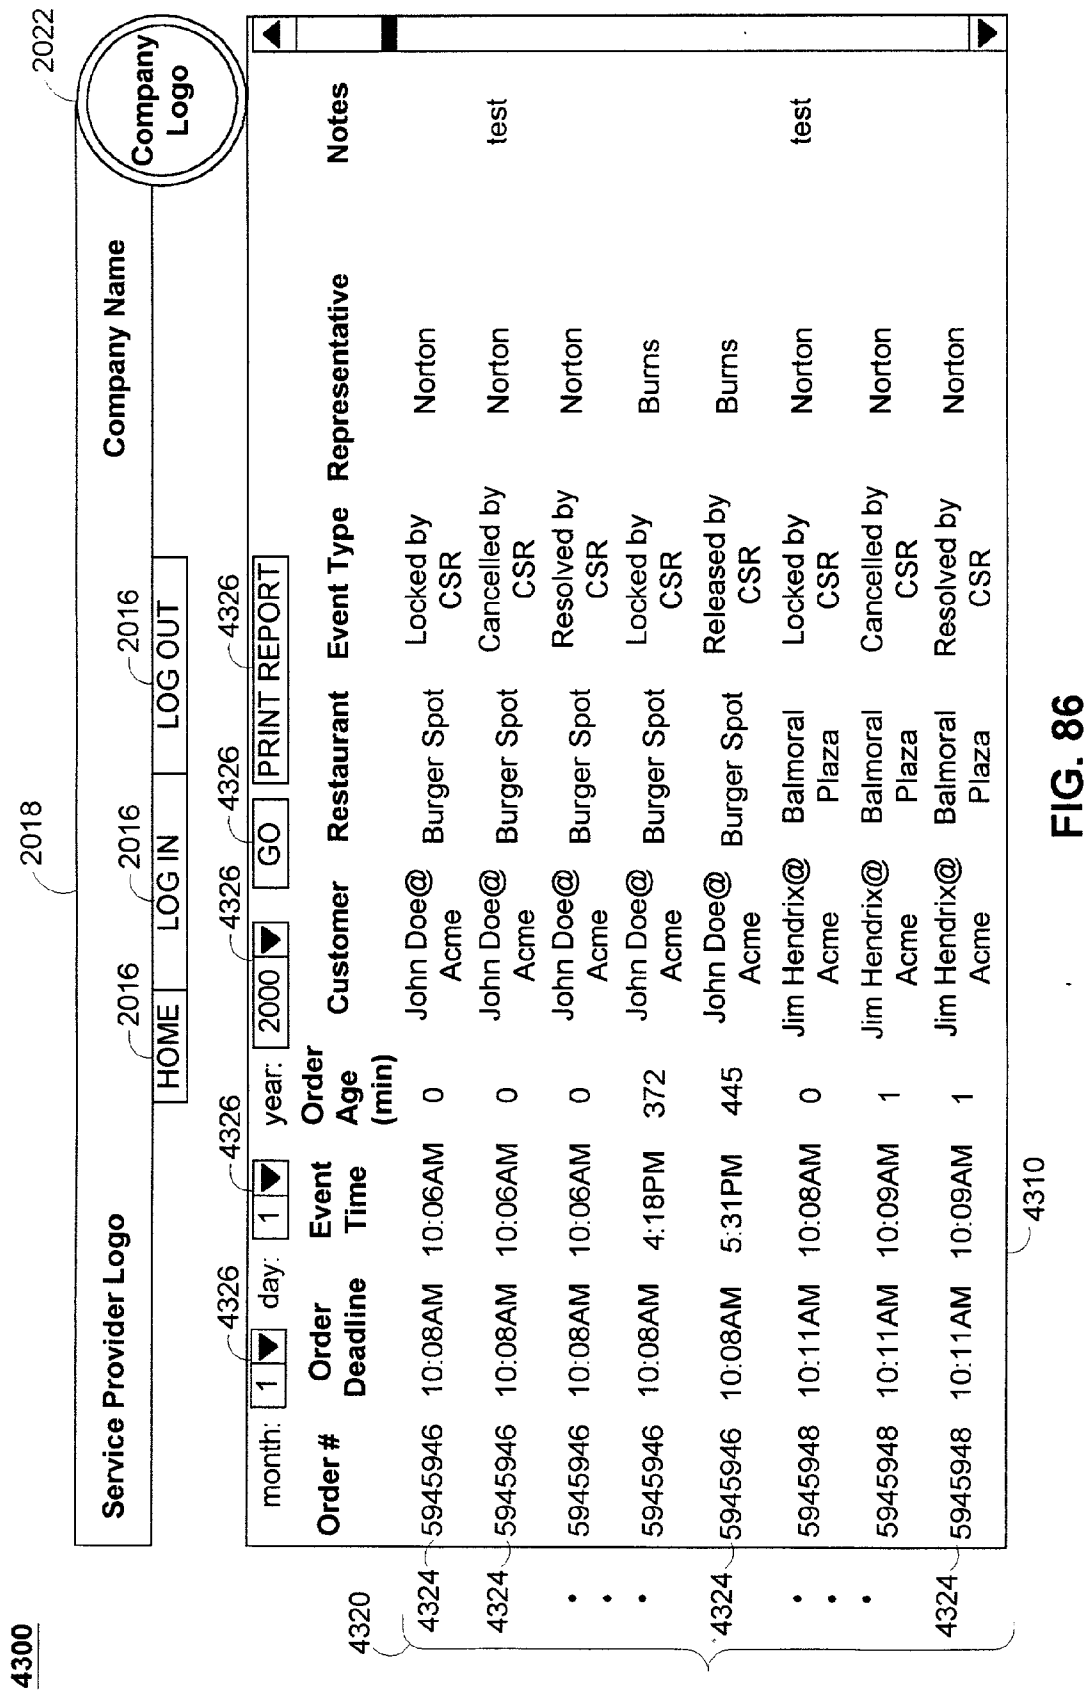 4300
2018
2022
Service Provider Logo Company Name
Company
Logo
2016 2016 2016
HOME LOG IN LOG OUT
4326 4326 4326 4326 4326
month: 1 day: 1 year: 2000 GO PRINT REPORT
Order # Order Deadline Event Time Order Age (min) Customer Restaurant Event Type Representative Notes
4320
4324 5945946 10:08AM 10:06AM 0 John Doe@ Burger Spot Locked by Norton
Acme CSR
4324 5945946 10:08AM 10:06AM 0 John Doe@ Burger Spot Cancelled by Norton test
Acme CSR
5945946 10:08AM 10:06AM 0 John Doe@ Burger Spot Resolved by Norton
Acme CSR
5945946 10:08AM 4:18PM 372 John Doe@ Burger Spot Locked by Burns
Acme CSR
4324 5945946 10:08AM 5:31PM 445 John Doe@ Burger Spot Released by Burns
Acme CSR
5945948 10:11AM 10:08AM 0 Jim Hendrix@ Balmoral Locked by Norton test
Acme Plaza CSR
5945948 10:11AM 10:09AM 1 Jim Hendrix@ Balmoral Cancelled by Norton
Acme Plaza CSR
4324 5945948 10:11AM 10:09AM 1 Jim Hendrix@ Balmoral Resolved by Norton
Acme Plaza CSR
4310
FIG. 86